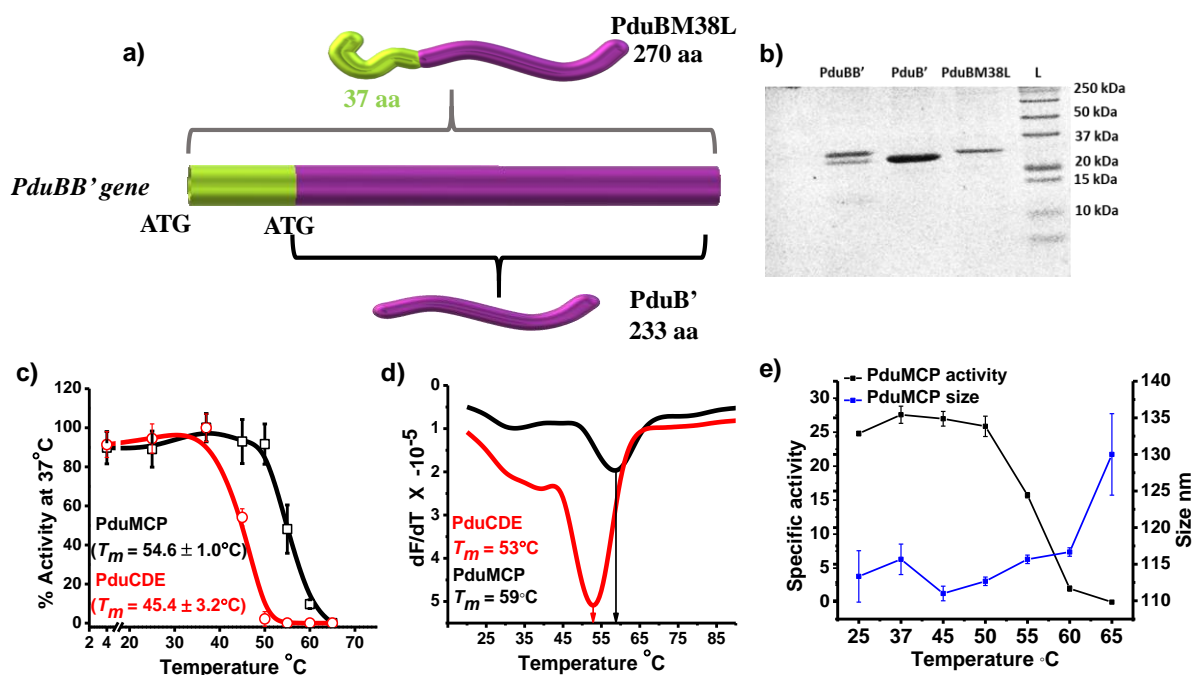 a)
PduBM38L
270 aa
37 aa
PduBB’ gene
ATG
ATG
PduB’
233 aa
b)
PduBB’ PduB’ PduBM38L L
250 kDa
50 kDa
37 kDa
20 kDa
15 kDa
10 kDa
c)
120
100
80
60
40
20
0
% Activity at 37°C
PduMCP
(Tm = 54.6 ± 1.0°C)
PduCDE
(Tm = 45.4 ± 3.2°C)
2 4 20 30 40 50 60 70
Temperature °C
d)
0
1
2
3
4
5
dF/dT X -10-5
PduCDE
Tm = 53°C
PduMCP
Tm = 59◦C
25 35 45 55 65 75 85
Temperature °C
e)
PduMCP activity
PduMCP size
30
25
20
15
10
5
0
Specific activity
140
135
130
125
120
115
110
Size nm
25 37 45 50 55 60 65
Temperature ◦C